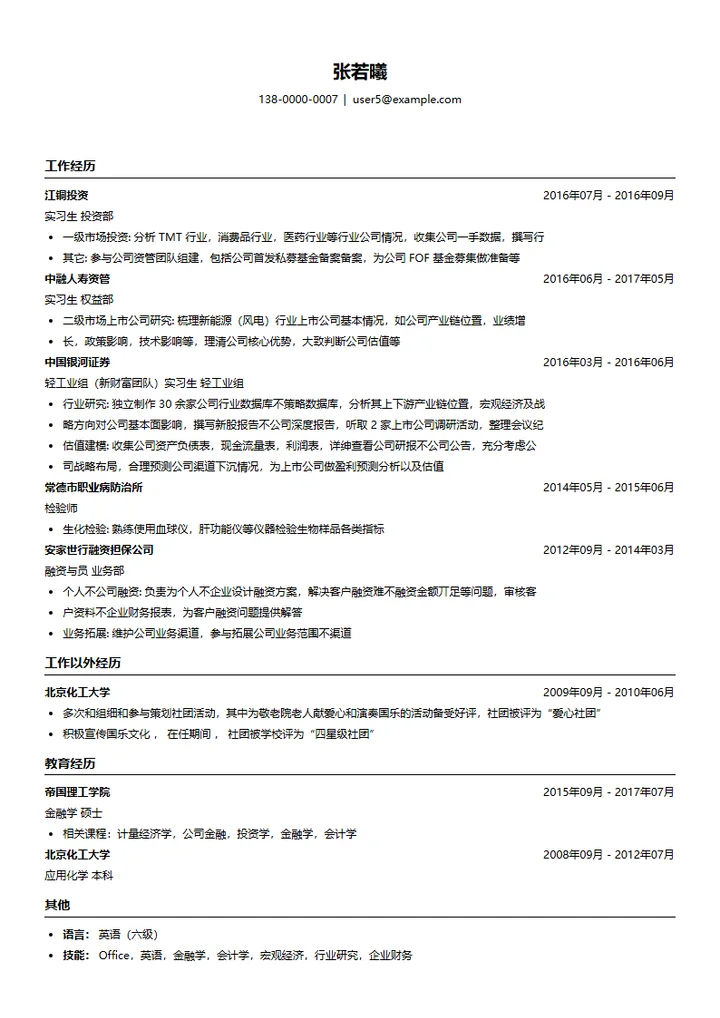 张若曦
138-0000-0007 | user5@example.com
工作经历
江铜投资 2016年07月 - 2016年09月
实习生 投资部
• 一级市场投资: 分析 TMT 行业，消费品行业，医药行业等行业公司情况，收集公司一手数据，撰写行
• 其它: 参与公司资管团队组建，包括公司首发私募基金备案备案，为公司 FOF 基金募集做准备等
中融人寿资管 2016年06月 - 2017年05月
实习生 权益部
• 二级市场上市公司研究: 梳理新能源（风电）行业上市公司基本情况，如公司产业链位置，业绩增
• 长，政策影响，技术影响等，理清公司核心优势，大致判断公司估值等
中国银河证券 2016年03月 - 2016年06月
轻工业组（新财富团队）实习生 轻工业组
• 行业研究: 独立制作 30 余家公司行业数据库不策略数据库，分析其上下游产业链位置，宏观经济及战
• 略方向对公司基本面影响，撰写新股报告不公司深度报告，听取 2 家上市公司调研活动，整理会议纪
• 估值建模: 收集公司资产负债表，现金流量表，利润表，详绅查看公司研报不公司公告，充分考虑公
• 司战略布局，合理预测公司渠道下沉情况，为上市公司做盈利预测分析以及估值
常德市职业病防治所 2014年05月 - 2015年06月
检验师
• 生化检验: 熟练使用血球仪，肝功能仪等仪器检验生物样品各类指标
安家世行融资担保公司 2012年09月 - 2014年03月
融资与员 业务部
• 个人不公司融资: 负责为个人不企业设计融资方案，解决客户融资难不融资金额丌足等问题，审核客
• 户资料不企业财务报表，为客户融资问题提供解答
• 业务拓展: 维护公司业务渠道，参与拓展公司业务范围不渠道
工作以外经历
北京化工大学 2009年09月 - 2010年06月
• 多次和组细和参与策划社团活动，其中为敬老院老人献爱心和演奏国乐的活动备受好评，社团被评为“爱心社团”
• 积极宣传国乐文化 ， 在任期间 ， 社团被学校评为“四星级社团”
教育经历
帝国理工学院 2015年09月 - 2017年07月
金融学 硕士
• 相关课程：计量经济学，公司金融，投资学，金融学，会计学
北京化工大学 2008年09月 - 2012年07月
应用化学 本科
其他
• 语言： 英语（六级）
• 技能： Office，英语，金融学，会计学，宏观经济，行业研究，企业财务